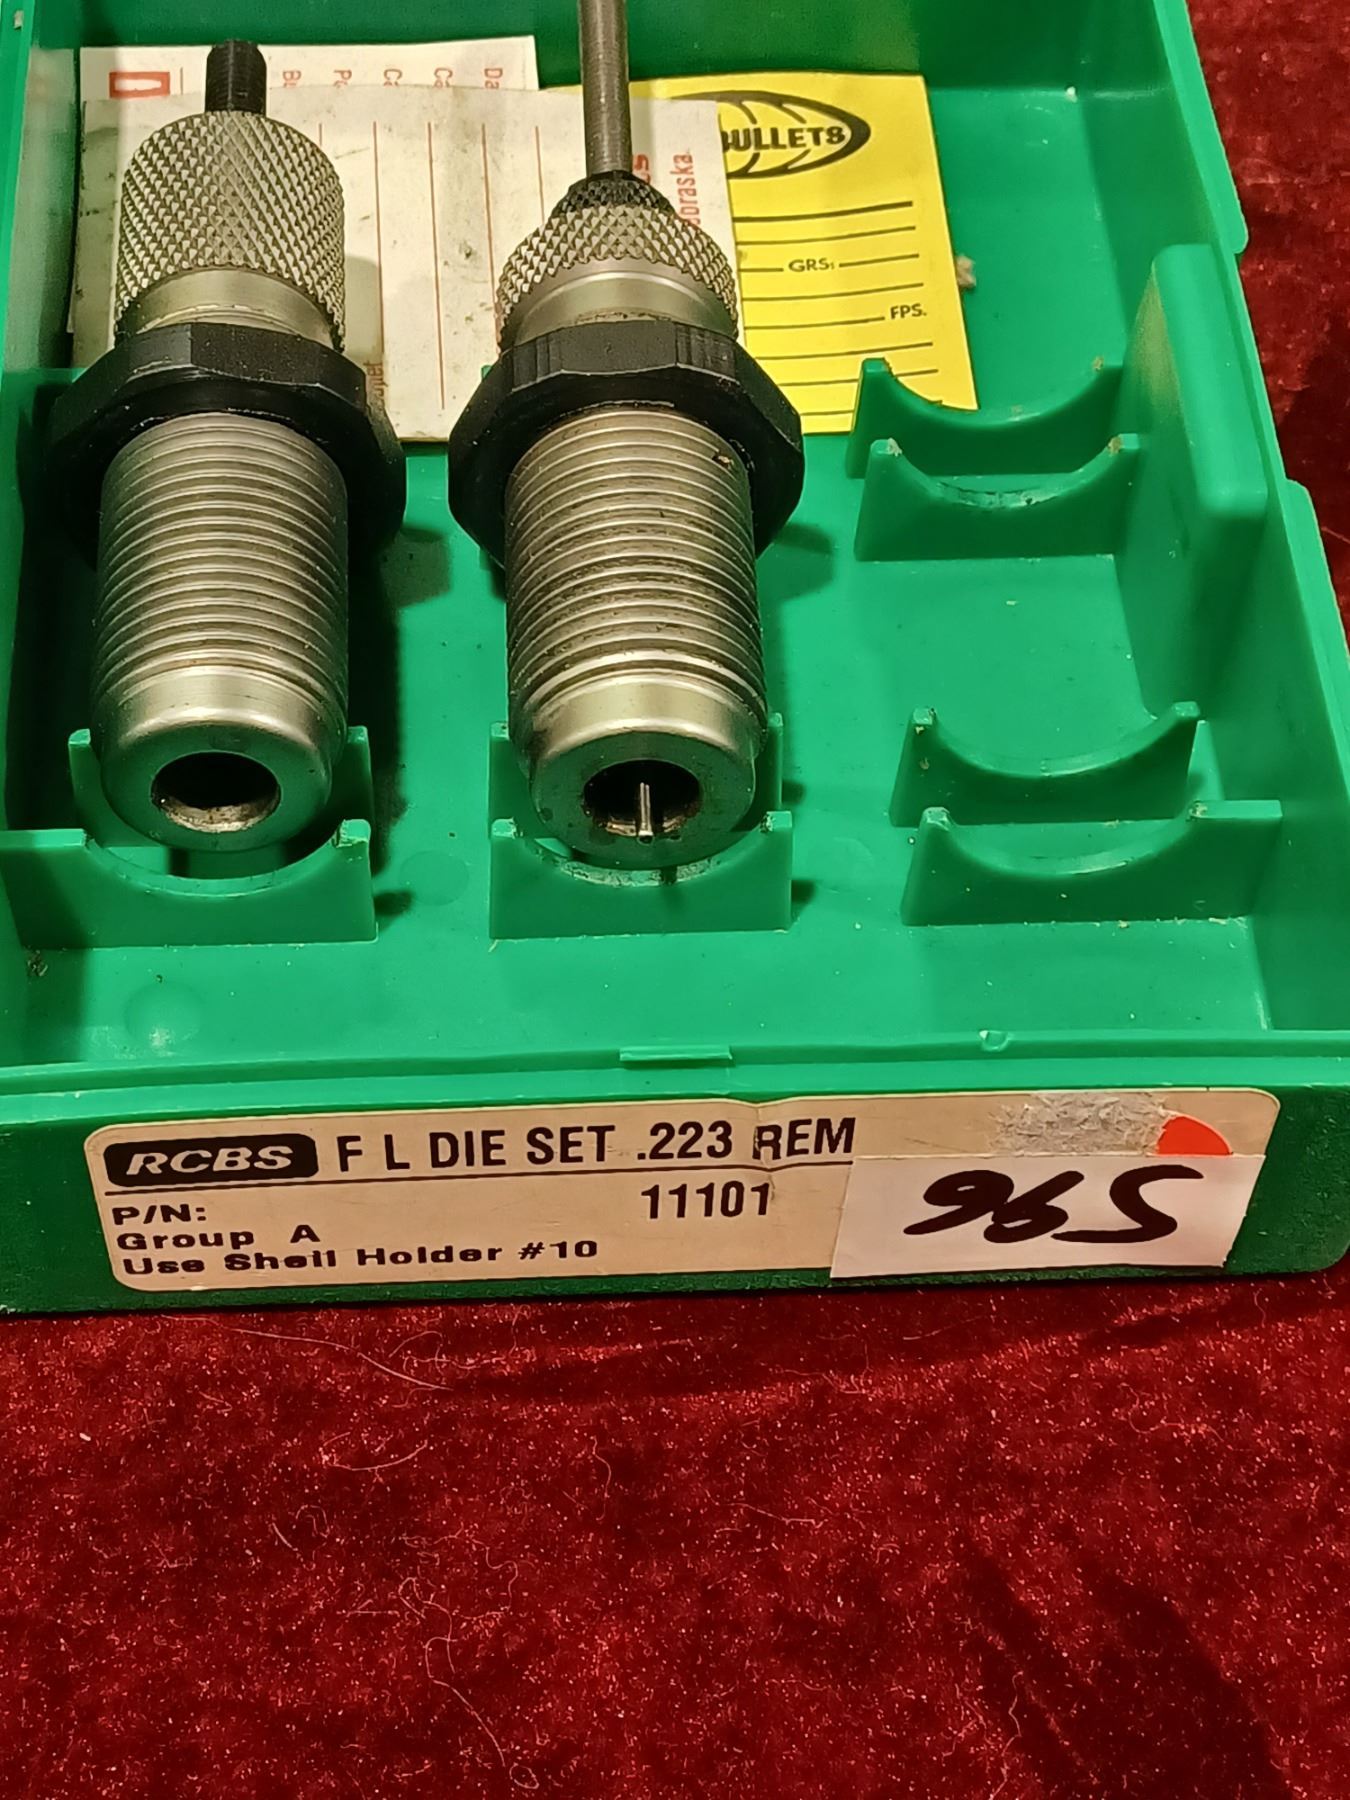 BULLETS
GRS:
FPS.
RCBS F L DIE SET .223 REM
P/N: 11101
Group A
Use Shell Holder #10
965